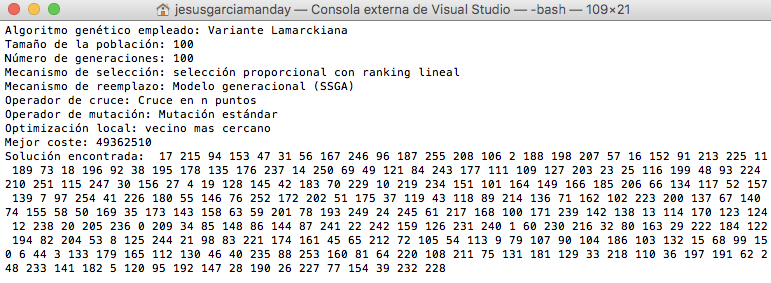 jesusgarciamanday — Consola externa de Visual Studio — -bash — 109×21
Algoritmo genético empleado: Variante Lamarckiana
Tamaño de la población: 100
Número de generaciones: 100
Mecanismo de selección: selección proporcional con ranking lineal
Mecanismo de reemplazo: Modelo generacional (SSGA)
Operador de cruce: Cruce en n puntos
Operador de mutación: Mutación estándar
Optimización local: vecino mas cercano
Mejor coste: 49362510
Solución encontrada:  17 215 94 153 47 31 56 167 246 96 187 255 208 106 2 188 198 207 57 16 152 91 213 225 11
 189 73 18 196 92 38 195 178 135 176 237 14 250 69 49 121 84 243 177 111 109 127 203 23 25 116 199 48 93 224
210 251 115 247 30 156 27 4 19 128 145 42 183 70 229 10 219 234 151 101 164 149 166 185 206 66 134 117 52 157
 139 7 97 254 41 226 180 55 146 76 252 172 202 51 175 37 119 43 118 89 214 136 71 162 102 223 200 137 67 140
74 155 58 50 169 35 173 143 158 63 59 201 78 193 249 24 245 61 217 168 100 171 239 142 138 13 114 170 123 124
 12 238 20 205 236 0 209 34 85 148 86 144 87 241 22 242 159 126 231 240 1 60 230 216 32 80 163 29 222 184 122
 194 82 204 53 8 125 244 21 98 83 221 174 161 45 65 212 72 105 54 113 9 79 107 90 104 186 103 132 15 68 99 15
0 6 44 3 133 179 165 112 130 46 40 235 88 253 160 81 64 220 108 211 75 131 181 129 33 218 110 36 197 191 62 2
48 233 141 182 5 120 95 192 147 28 190 26 227 77 154 39 232 228